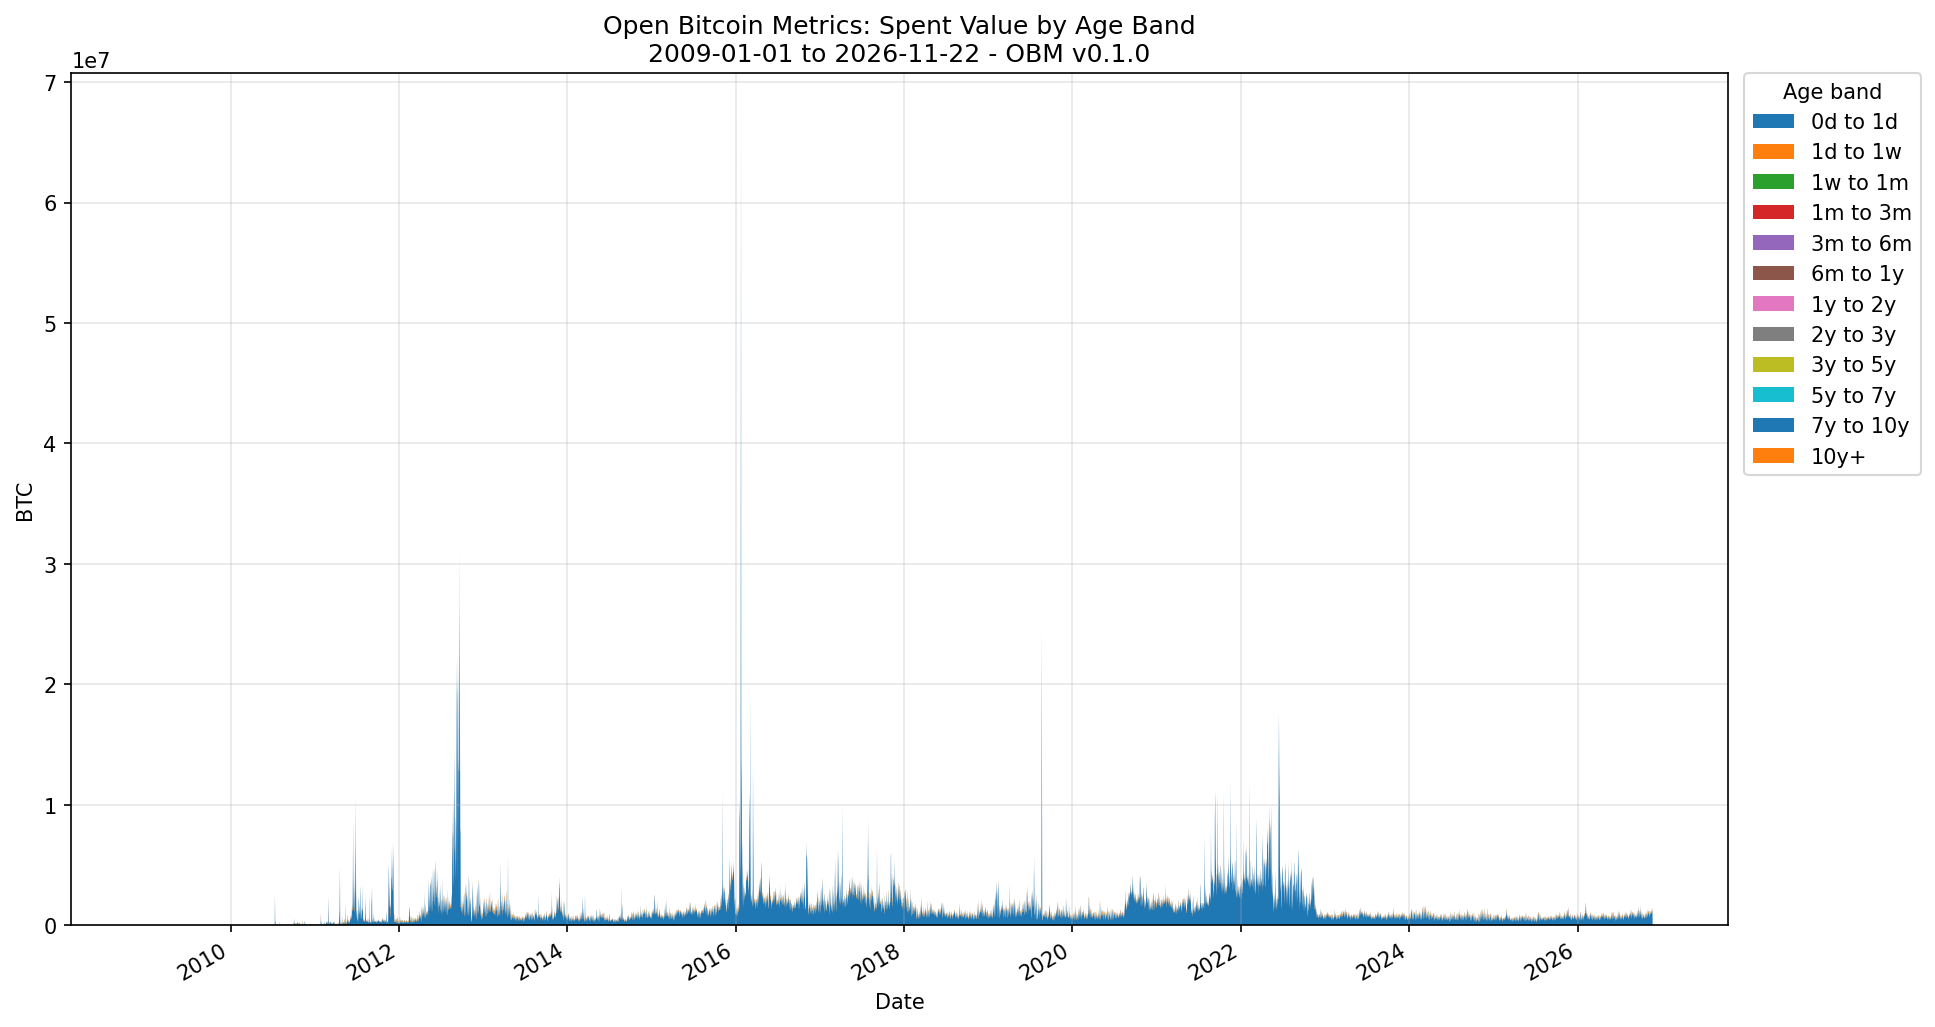 Open Bitcoin Metrics: Spent Value by Age Band
2009-01-01 to 2026-11-22 - OBM v0.1.0
1e7
7
6
5
4
3
2
1
0
BTC
2010
2012
2014
2016
2018
2020
2022
2024
2026
Date
Age band
0d to 1d
1d to 1w
1w to 1m
1m to 3m
3m to 6m
6m to 1y
1y to 2y
2y to 3y
3y to 5y
5y to 7y
7y to 10y
10y+